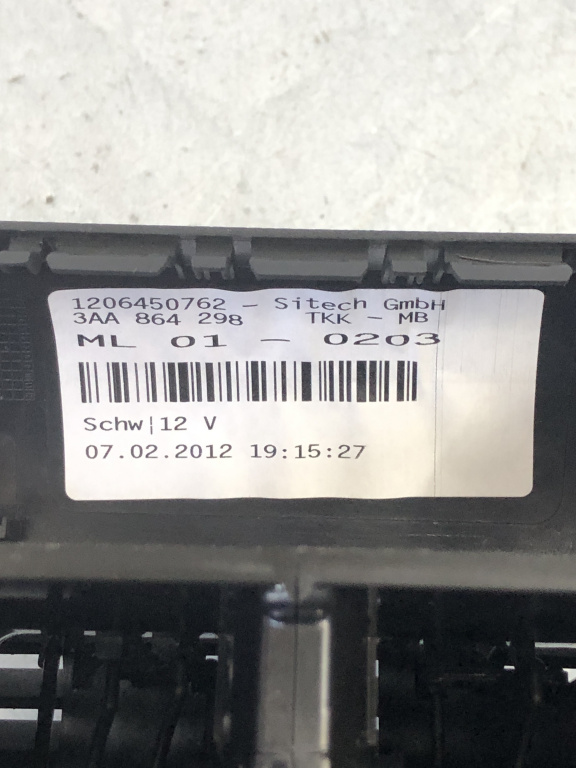 1206450762 - Sitech GmbH
3AA 864 298 TKK - MB
ML 01 - 0203
Schw|12 V
07.02.2012 19:15:27